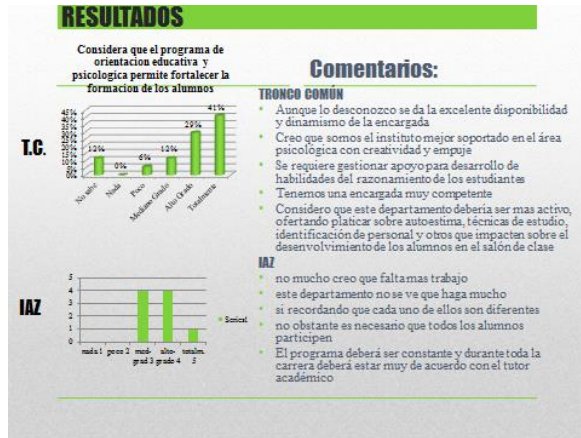 RESULTADOS
Considera que el programa de
orientacion educativa y
psicologica permite fortalecer la
formacion de los alumnos
T.C.
45%
40%
35%
30%
25%
20%
15%
10%
5%
0%
12%
0%
6%
12%
29%
41%
No sabe
Nada
Poco
Mediano Grado
Alto Grado
Totalmente
IAZ
5
4
3
2
1
0
nada 1
poco 2
med-
grad 3
alto-
grado 4
totalm.
5
Series1
Comentarios:
TRONCO COMÚN
• Aunque lo desconozco se da la excelente disponibilidad
y dinamismo de la encargada
• Creo que somos el instituto mejor soportado en el área
psicológica con creatividad y empuje
• Se requiere gestionar apoyo para desarrollo de
habilidades del razonamiento de los estudiantes
• Tenemos una encargada muy competente
• Considero que este departamento deberia ser mas activo,
ofertando platicar sobre autoestima, técnicas de estudio,
identificación de personal y otros que impacten sobre el
desenvolvimiento de los alumnos en el salón de clase
IAZ
• no mucho creo que falta mas trabajo
• este departamento no se ve que haga mucho
• si recordando que cada uno de ellos son diferentes
• no obstante es necesario que todos los alumnos
participen
• El programa deberá ser constante y durante toda la
carrera deberá estar muy de acuerdo con el tutor
académico